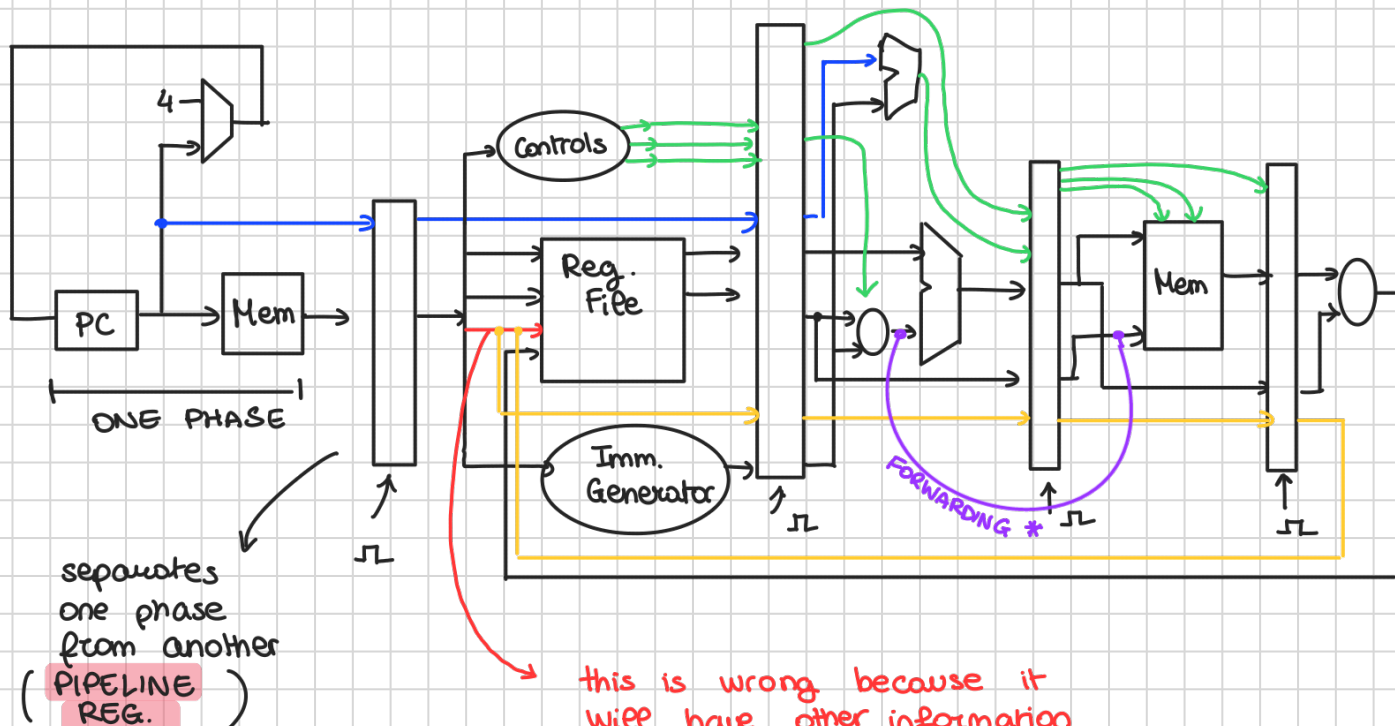 4
Controls
PC
Mem
Reg.
File
Mem
ONE PHASE
Imm.
Generator
FORWARDING *
separates
one phase
from another
( PIPELINE
REG. )
this is wrong because it
will have other information